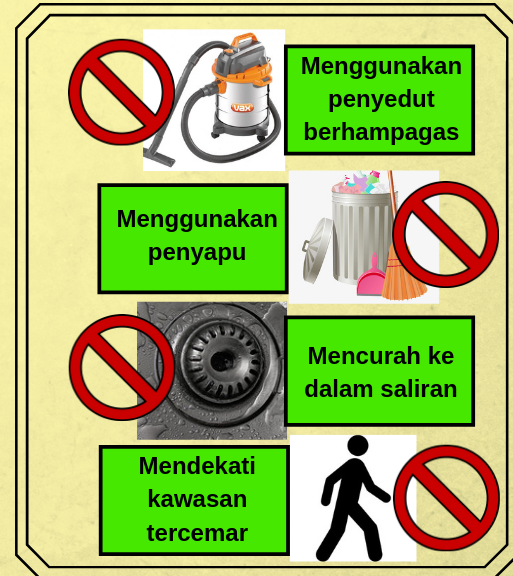 Menggunakan
penyedut
berhampagas
VAX
Menggunakan
penyapu
Mencurah ke
dalam saliran
Mendekati
kawasan
tercemar